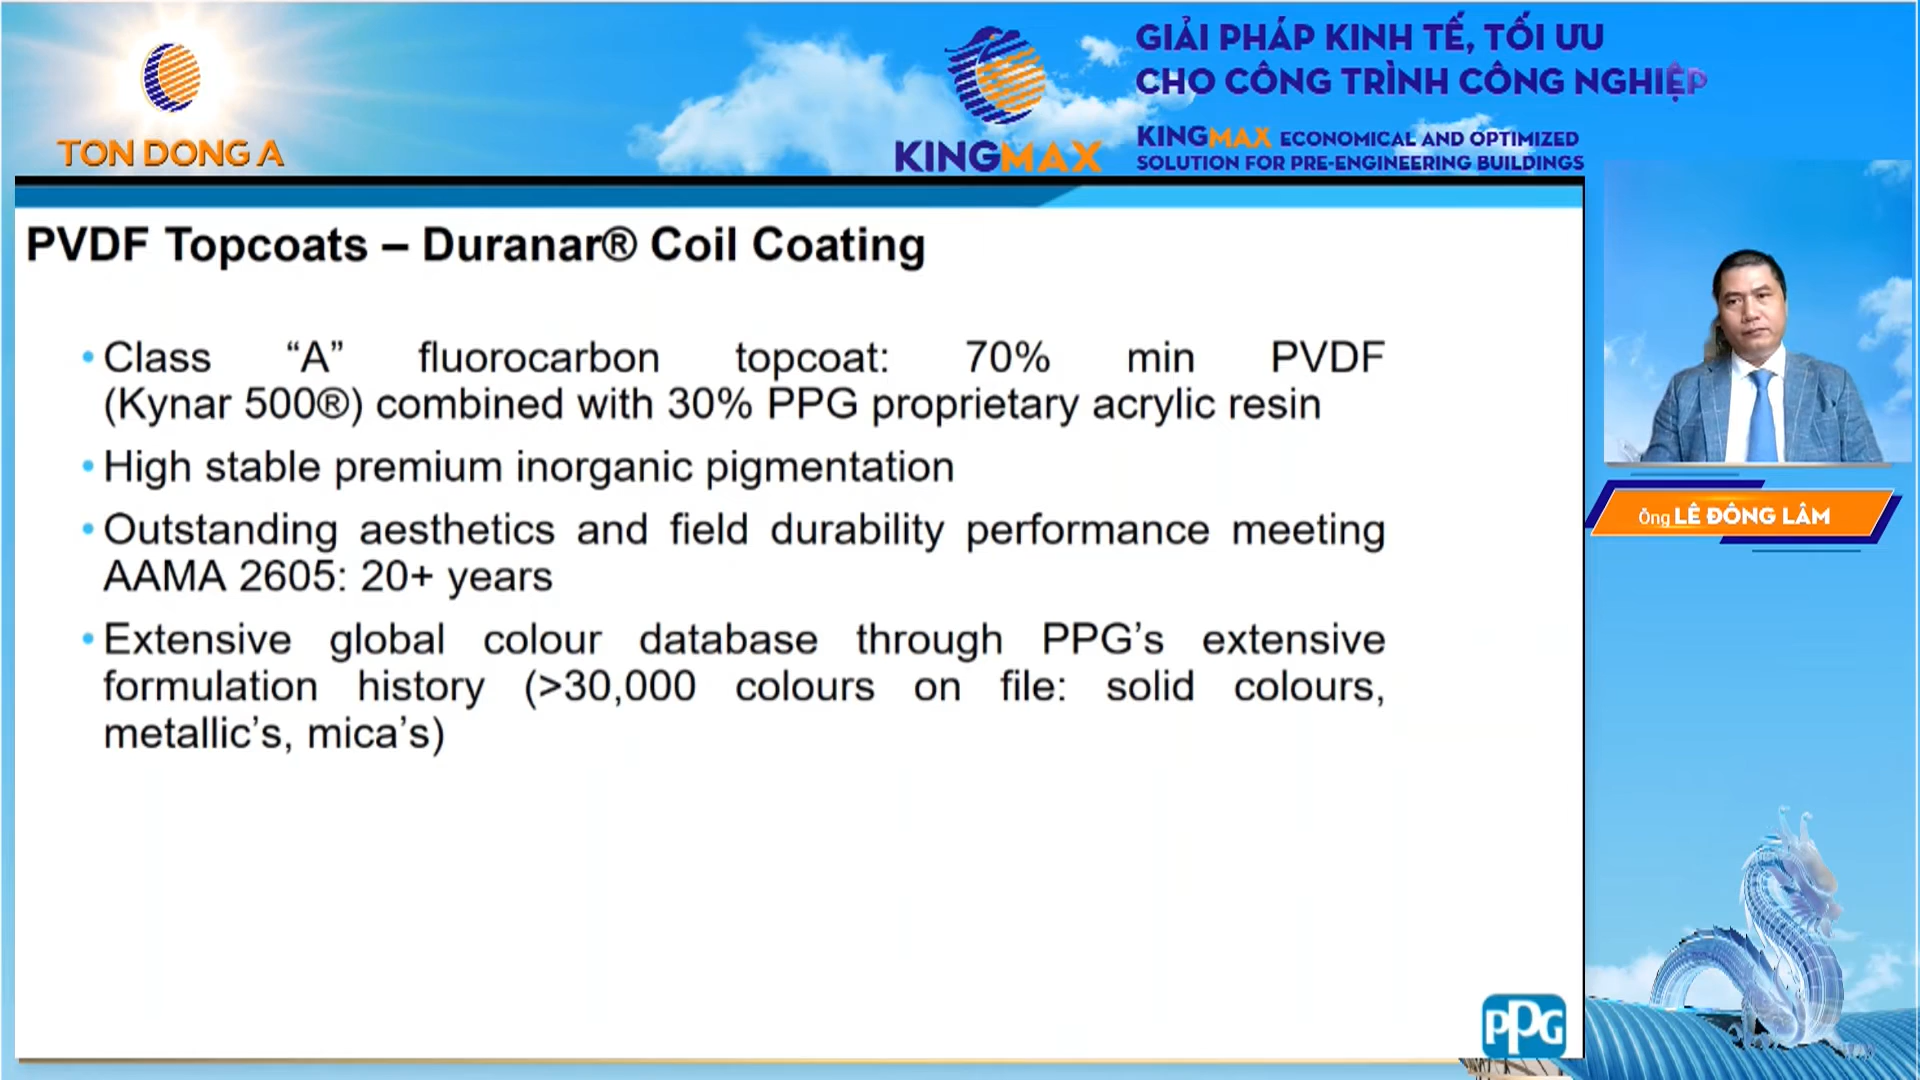 TON DONG A
KINGMAX
GIẢI PHÁP KINH TẾ, TỐI ƯU
CHO CÔNG TRÌNH CÔNG NGHIỆP
KINGMAX ECONOMICAL AND OPTIMIZED
SOLUTION FOR PRE-ENGINEERING BUILDINGS
PVDF Topcoats – Duranar® Coil Coating
• Class “A” fluorocarbon topcoat: 70% min PVDF
(Kynar 500®) combined with 30% PPG proprietary acrylic resin
• High stable premium inorganic pigmentation
• Outstanding aesthetics and field durability performance meeting
AAMA 2605: 20+ years
• Extensive global colour database through PPG’s extensive
formulation history (>30,000 colours on file: solid colours,
metallic’s, mica’s)
Ông LÊ ĐÔNG LÂM
PPG